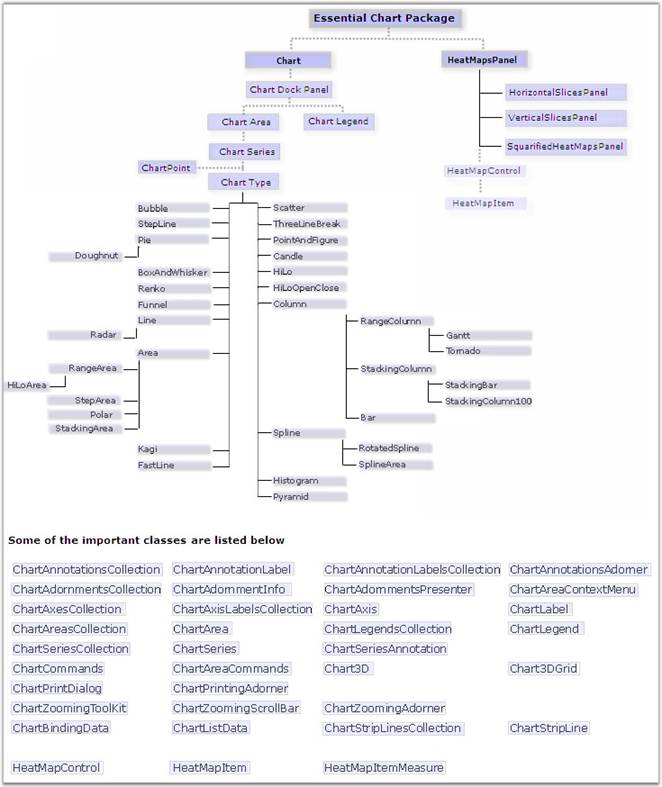 Essential Chart Package
Chart
HeatMapsPanel
Chart Dock Panel
HorizontalSlicesPanel
Chart Area
Chart Legend
VerticalSlicesPanel
Chart Series
SquarifiedHeatMapsPanel
ChartPoint
HeatMapControl
Chart Type
HeatMapItem
Bubble
Scatter
StepLine
ThreeLineBreak
Pie
PointAndFigure
Doughnut
Candle
BoxAndWhisker
HiLo
Renko
HiLoOpenClose
Funnel
Column
Line
RangeColumn
Radar
Gantt
Tornado
Area
RangeArea
StackingColumn
HiLoArea
StackingBar
StepArea
StackingColumn100
Polar
Bar
StackingArea
Spline
Kagi
RotatedSpline
FastLine
SplineArea
Histogram
Pyramid
Some of the important classes are listed below
ChartAnnotationsCollection ChartAnnotationLabel ChartAnnotationLabelsCollection ChartAnnotationsAdorner
ChartAdornmentsCollection ChartAdornmentInfo ChartAdornmentsPresenter ChartAreaContextMenu
ChartAxesCollection ChartAxisLabelsCollection ChartAxis ChartLabel
ChartAreasCollection ChartArea ChartLegendsCollection ChartLegend
ChartSeriesCollection ChartSeries ChartSeriesAnnotation
ChartCommands ChartAreaCommands Chart3D Chart3DGrid
ChartPrintDialog ChartPrintingAdorner
ChartZoomingToolKit ChartZoomingScrollBar ChartZoomingAdorner
ChartBindingData ChartListData ChartStripLinesCollection ChartStripLine
HeatMapControl HeatMapItem HeatMapItemMeasure